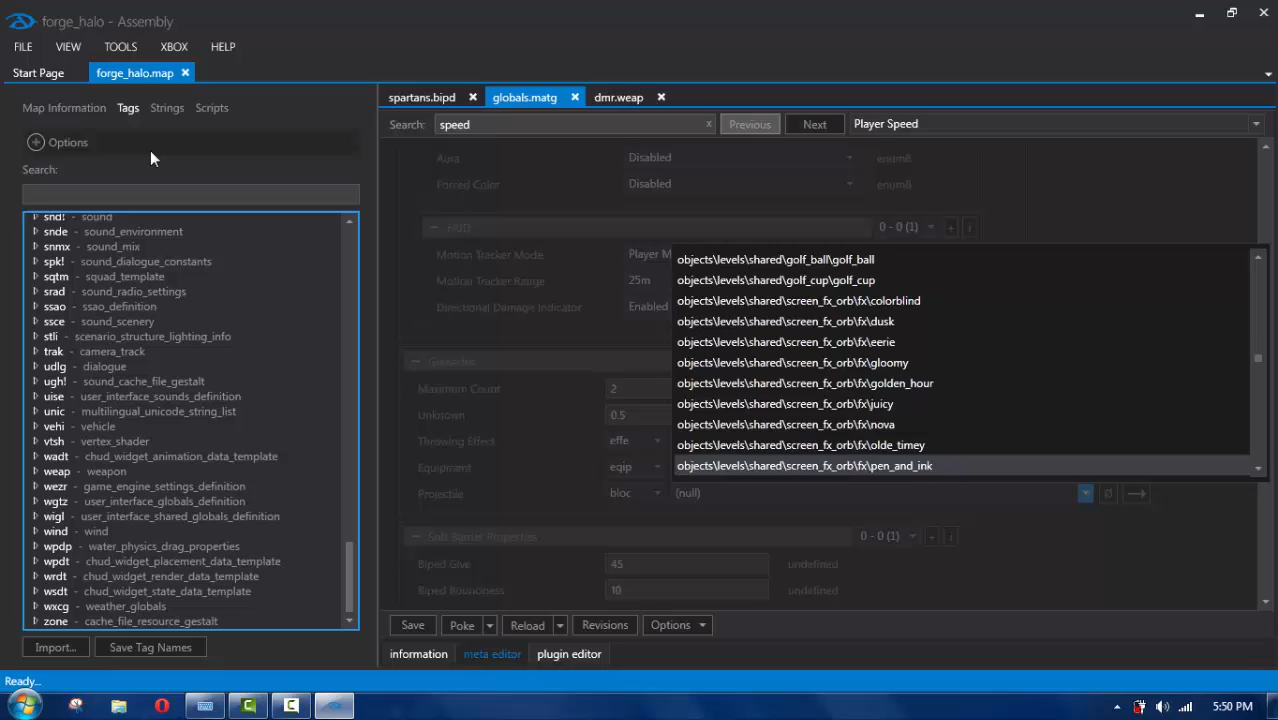 forge_halo - Assembly
FILE VIEW TOOLS XBOX HELP
Start Page forge_halo.map
Map Information Tags Strings Scripts
Options
Search:
snd! - sound
snde - sound_environment
snmx - sound_mix
spk! - sound_dialogue_constants
sqtm - squad_template
srad - sound_radio_settings
ssao - ssao_definition
ssce - sound_scenery
stli - scenario_structure_lighting_info
trak - camera_track
udlg - dialogue
ugh! - sound_cache_file_gestalt
uise - user_interface_sounds_definition
unic - multilingual_unicode_string_list
vehi - vehicle
vtsh - vertex_shader
wadt - chud_widget_animation_data_template
weap - weapon
wezr - game_engine_settings_definition
wgtz - user_interface_globals_definition
wigl - user_interface_shared_globals_definition
wind - wind
wpdp - water_physics_drag_properties
wpdt - chud_widget_placement_data_template
wrdt - chud_widget_render_data_template
wsdt - chud_widget_state_data_template
wxcg - weather_globals
zone - cache_file_resource_gestalt
Import... Save Tag Names
spartans.bipd globals.matg dmr.weap
Search: speed x Previous Next Player Speed
Aura Disabled enum8
Forced Color Disabled enum8
HUD 0 - 0 (1) + i
Motion Tracker Mode Player M
Motion Tracker Range 25m
Directional Damage Indicator Enabled
objects\levels\shared\golf_ball\golf_ball
objects\levels\shared\golf_cup\golf_cup
objects\levels\shared\screen_fx_orb\fx\colorblind
objects\levels\shared\screen_fx_orb\fx\dusk
objects\levels\shared\screen_fx_orb\fx\eerie
objects\levels\shared\screen_fx_orb\fx\gloomy
objects\levels\shared\screen_fx_orb\fx\golden_hour
objects\levels\shared\screen_fx_orb\fx\juicy
objects\levels\shared\screen_fx_orb\fx\nova
objects\levels\shared\screen_fx_orb\fx\olde_timey
objects\levels\shared\screen_fx_orb\fx\pen_and_ink
Grenades
Maximum Count 2
Unknown 0.5
Throwing Effect effe
Equipment eqip
Projectile bloc (null)
Soft Barrier Properties 0 - 0 (1) + i
Biped Give 45 undefined
Biped Bounciness 10 undefined
Save Poke Reload Revisions Options
information meta editor plugin editor
Ready...
5:50 PM